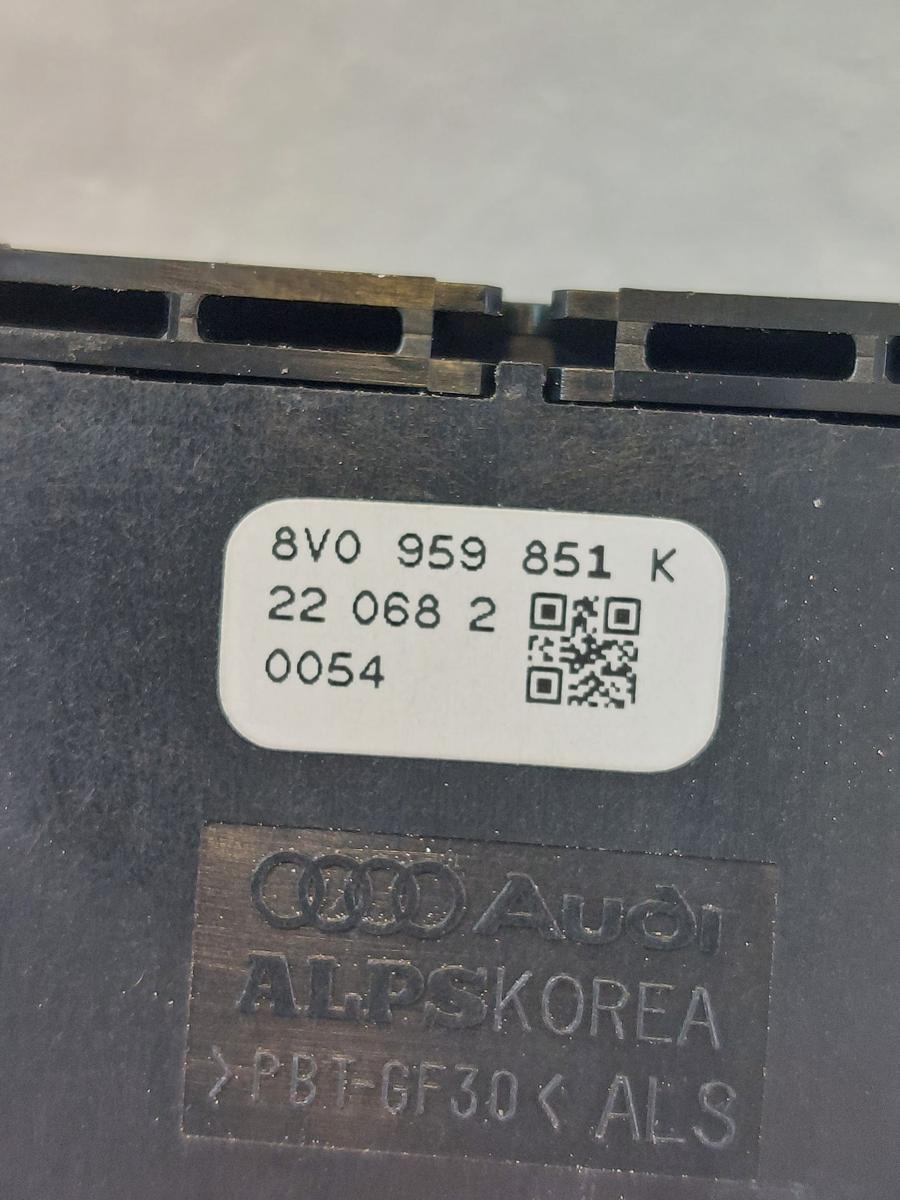 8V0 959 851 K
22 068 2
0054
Audi
ALPSKOREA
>PBT-GF30< ALS